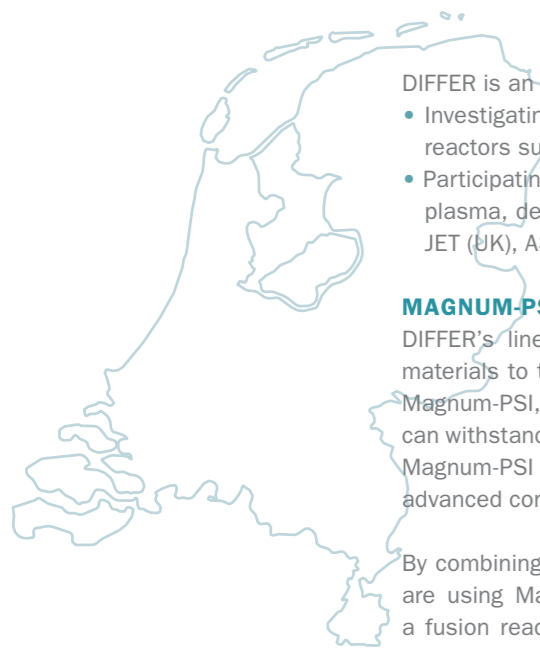 DIFFER is an
• Investigatin
reactors su
• Participatin
plasma, de
JET (UK), A
MAGNUM-PS
DIFFER's line
materials to t
Magnum-PSI,
can withstand
Magnum-PSI
advanced con
By combining
are using Ma
a fusion reac